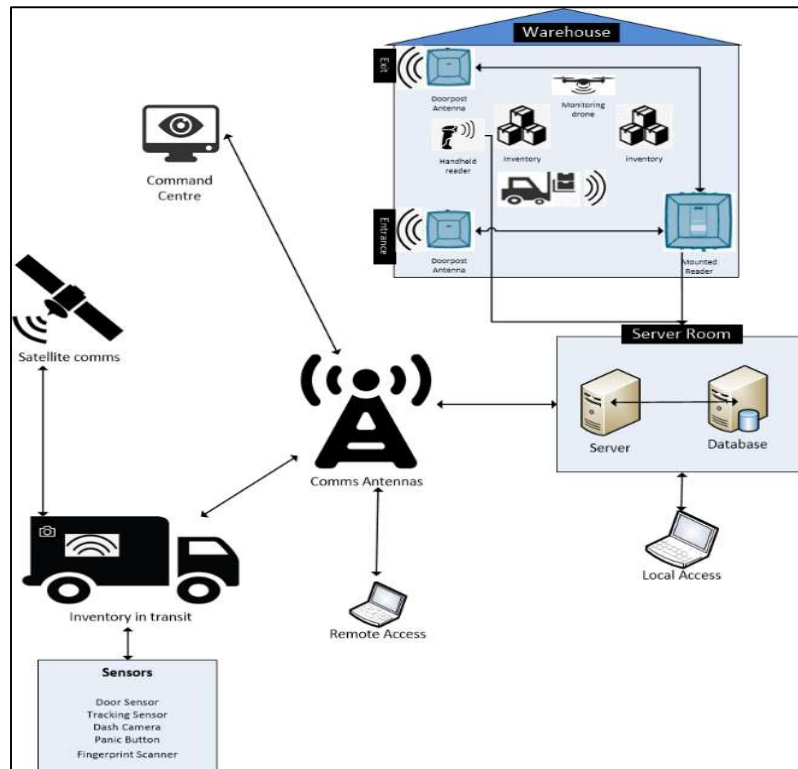 Warehouse
Exit
Doorpost
Antenna
Monitoring
drone
Handheld
reader
Inventory
Inventory
Entrance
Doorpost
Antenna
Mounted
Reader
Command
Centre
Satellite comms
Server Room
Server
Database
Comms Antennas
Local Access
Inventory in transit
Remote Access
Sensors
Door Sensor
Tracking Sensor
Dash Camera
Panic Button
Fingerprint Scanner